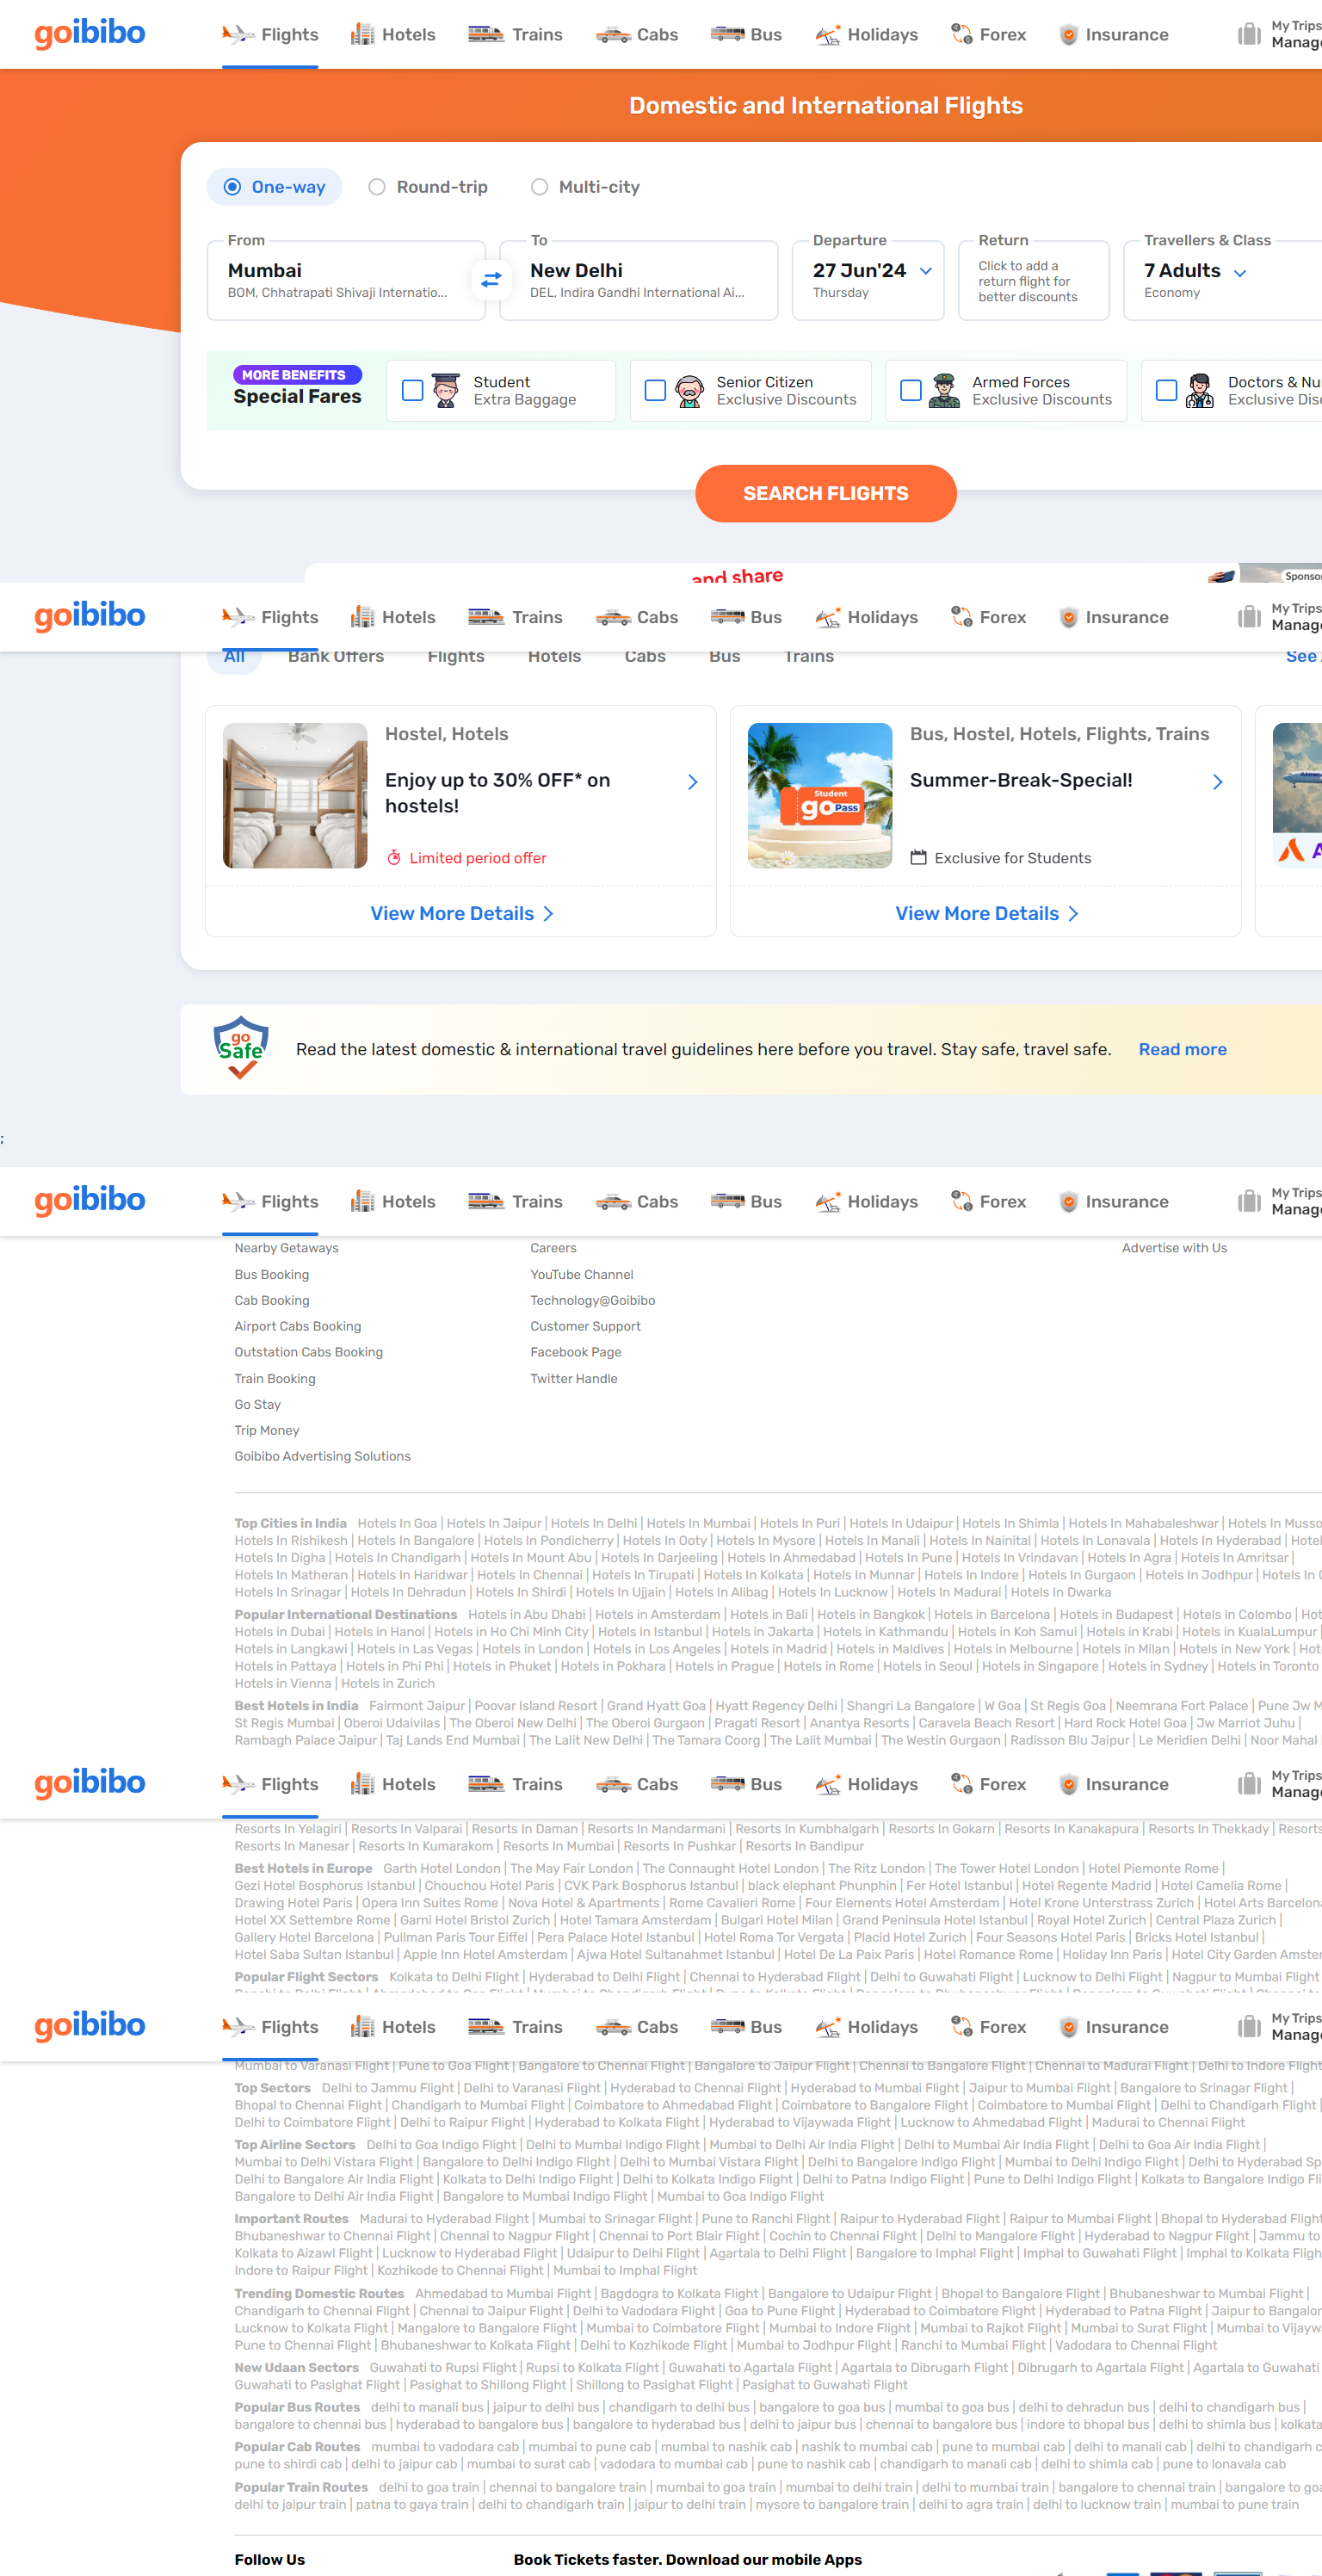 goibibo Flights Hotels Trains Cabs Bus Holidays Forex Insurance My Trips
Manage
Domestic and International Flights
One-way Round-trip Multi-city
From To Departure Return Travellers & Class
Mumbai New Delhi 27 Jun'24 Click to add a return flight for better discounts 7 Adults
BOM, Chhatrapati Shivaji Internatio... DEL, Indira Gandhi International Ai... Thursday Economy
MORE BENEFITS
Special Fares
Student
Extra Baggage
Senior Citizen
Exclusive Discounts
Armed Forces
Exclusive Discounts
Doctors &
Exclusive
SEARCH FLIGHTS
and share
goibibo Flights Hotels Trains Cabs Bus Holidays Forex Insurance My Trips
All Bank Offers Flights Hotels Cabs Bus Trains See
Hostel, Hotels
Enjoy up to 30% OFF* on
hostels!
Limited period offer
View More Details
Student
go Pass
Bus, Hostel, Hotels, Flights, Trains
Summer-Break-Special!
Exclusive for Students
View More Details
go
Safe
Read the latest domestic & international travel guidelines here before you travel. Stay safe, travel safe. Read more
;
goibibo Flights Hotels Trains Cabs Bus Holidays Forex Insurance My Trips
Nearby Getaways Careers Advertise with Us
Bus Booking YouTube Channel
Cab Booking Technology@Goibibo
Airport Cabs Booking Customer Support
Outstation Cabs Booking Facebook Page
Train Booking Twitter Handle
Go Stay
Trip Money
Goibibo Advertising Solutions
Top Cities in India Hotels In Goa | Hotels In Jaipur | Hotels In Delhi | Hotels In Mumbai | Hotels In Puri | Hotels In Udaipur | Hotels In Shimla | Hotels In Mahabaleshwar | Hotels In
Hotels In Rishikesh | Hotels In Bangalore | Hotels In Pondicherry | Hotels In Ooty | Hotels In Mysore | Hotels In Manali | Hotels In Nainital | Hotels In Lonavala | Hotels In Hyderabad |
Hotels In Digha | Hotels In Chandigarh | Hotels In Mount Abu | Hotels In Darjeeling | Hotels In Ahmedabad | Hotels In Pune | Hotels In Vrindavan | Hotels In Agra | Hotels In Amritsar |
Hotels In Matheran | Hotels In Haridwar | Hotels In Chennai | Hotels In Tirupati | Hotels In Kolkata | Hotels In Munnar | Hotels In Indore | Hotels In Gurgaon | Hotels In Jodhpur | Hotels In
Hotels In Srinagar | Hotels In Dehradun | Hotels In Shirdi | Hotels In Ujjain | Hotels In Alibag | Hotels In Lucknow | Hotels In Madurai | Hotels In Dwarka
Popular International Destinations Hotels in Abu Dhabi | Hotels in Amsterdam | Hotels in Bali | Hotels in Bangkok | Hotels in Barcelona | Hotels in Budapest | Hotels in Colombo |
Hotels in Dubai | Hotels in Hanoi | Hotels in Ho Chi Minh City | Hotels in Istanbul | Hotels in Jakarta | Hotels in Kathmandu | Hotels in Koh Samui | Hotels in Krabi | Hotels in KualaLumpur |
Hotels in Langkawi | Hotels in Las Vegas | Hotels in London | Hotels in Los Angeles | Hotels in Madrid | Hotels in Maldives | Hotels in Melbourne | Hotels in Milan | Hotels in New York |
Hotels in Pattaya | Hotels in Phi Phi | Hotels in Phuket | Hotels in Pokhara | Hotels in Prague | Hotels in Rome | Hotels in Seoul | Hotels in Singapore | Hotels in Sydney | Hotels in Toronto
Hotels in Vienna | Hotels in Zurich
Best Hotels in India Fairmont Jaipur | Poovar Island Resort | Grand Hyatt Goa | Hyatt Regency Delhi | Shangri La Bangalore | W Goa | St Regis Goa | Neemrana Fort Palace | Pune Jw
St Regis Mumbai | Oberoi Udaivilas | The Oberoi New Delhi | The Oberoi Gurgaon | Pragati Resort | Anantya Resorts | Caravela Beach Resort | Hard Rock Hotel Goa | Jw Marriot Juhu |
Rambagh Palace Jaipur | Taj Lands End Mumbai | The Lalit New Delhi | The Tamara Coorg | The Lalit Mumbai | The Westin Gurgaon | Radisson Blu Jaipur | Le Meridien Delhi | Noor Mahal
goibibo Flights Hotels Trains Cabs Bus Holidays Forex Insurance My Trips
Resorts In Yelagiri | Resorts In Valparai | Resorts In Daman | Resorts In Mandarmani | Resorts In Kumbhalgarh | Resorts In Gokarn | Resorts In Kanakapura | Resorts In Thekkady | Resorts
Resorts In Manesar | Resorts In Kumarakom | Resorts In Mumbai | Resorts In Pushkar | Resorts In Bandipur
Best Hotels in Europe Garth Hotel London | The May Fair London | The Connaught Hotel London | The Ritz London | The Tower Hotel London | Hotel Piemonte Rome |
Gezi Hotel Bosphorus Istanbul | Chouchou Hotel Paris | CVK Park Bosphorus Istanbul | black elephant Phunphin | Fer Hotel Istanbul | Hotel Regente Madrid | Hotel Camelia Rome |
Drawing Hotel Paris | Opera Inn Suites Rome | Nova Hotel & Apartments | Rome Cavalieri Rome | Four Elements Hotel Amsterdam | Hotel Krone Unterstrass Zurich | Hotel Arts Barcelona
Hotel XX Settembre Rome | Garni Hotel Bristol Zurich | Hotel Tamara Amsterdam | Bulgari Hotel Milan | Grand Peninsula Hotel Istanbul | Royal Hotel Zurich | Central Plaza Zurich |
Gallery Hotel Barcelona | Pullman Paris Tour Eiffel | Pera Palace Hotel Istanbul | Hotel Roma Tor Vergata | Placid Hotel Zurich | Four Seasons Hotel Paris | Bricks Hotel Istanbul |
Hotel Saba Sultan Istanbul | Apple Inn Hotel Amsterdam | Ajwa Hotel Sultanahmet Istanbul | Hotel De La Paix Paris | Hotel Romance Rome | Holiday Inn Paris | Hotel City Garden
Popular Flight Sectors Kolkata to Delhi Flight | Hyderabad to Delhi Flight | Chennai to Hyderabad Flight | Delhi to Guwahati Flight | Lucknow to Delhi Flight | Nagpur to Mumbai Flight
goibibo Flights Hotels Trains Cabs Bus Holidays Forex Insurance My Trips
Mumbai to Varanasi Flight | Pune to Goa Flight | Bangalore to Chennai Flight | Bangalore to Jaipur Flight | Chennai to Bangalore Flight | Chennai to Madurai Flight | Delhi to Indore Flight
Top Sectors Delhi to Jammu Flight | Delhi to Varanasi Flight | Hyderabad to Chennai Flight | Hyderabad to Mumbai Flight | Jaipur to Mumbai Flight | Bangalore to Srinagar Flight |
Bhopal to Chennai Flight | Chandigarh to Mumbai Flight | Coimbatore to Ahmedabad Flight | Coimbatore to Bangalore Flight | Coimbatore to Mumbai Flight | Delhi to Chandigarh Flight |
Delhi to Coimbatore Flight | Delhi to Raipur Flight | Hyderabad to Kolkata Flight | Hyderabad to Vijaywada Flight | Lucknow to Ahmedabad Flight | Madurai to Chennai Flight
Top Airline Sectors Delhi to Goa Indigo Flight | Delhi to Mumbai Indigo Flight | Mumbai to Delhi Air India Flight | Delhi to Mumbai Air India Flight | Delhi to Goa Air India Flight |
Mumbai to Delhi Vistara Flight | Bangalore to Delhi Indigo Flight | Delhi to Mumbai Vistara Flight | Delhi to Bangalore Indigo Flight | Mumbai to Delhi Indigo Flight | Delhi to Hyderabad
Delhi to Bangalore Air India Flight | Kolkata to Delhi Indigo Flight | Delhi to Kolkata Indigo Flight | Delhi to Patna Indigo Flight | Pune to Delhi Indigo Flight | Kolkata to Bangalore Indigo
Bangalore to Delhi Air India Flight | Bangalore to Mumbai Indigo Flight | Mumbai to Goa Indigo Flight
Important Routes Madurai to Hyderabad Flight | Mumbai to Srinagar Flight | Pune to Ranchi Flight | Raipur to Hyderabad Flight | Raipur to Mumbai Flight | Bhopal to Hyderabad Flight
Bhubaneshwar to Chennai Flight | Chennai to Nagpur Flight | Chennai to Port Blair Flight | Cochin to Chennai Flight | Delhi to Mangalore Flight | Hyderabad to Nagpur Flight | Jammu to
Kolkata to Aizawl Flight | Lucknow to Hyderabad Flight | Udaipur to Delhi Flight | Agartala to Delhi Flight | Bangalore to Imphal Flight | Imphal to Guwahati Flight | Imphal to Kolkata
Indore to Raipur Flight | Kozhikode to Chennai Flight | Mumbai to Imphal Flight
Trending Domestic Routes Ahmedabad to Mumbai Flight | Bagdogra to Kolkata Flight | Bangalore to Udaipur Flight | Bhopal to Bangalore Flight | Bhubaneshwar to Mumbai Flight |
Chandigarh to Chennai Flight | Chennai to Jaipur Flight | Delhi to Vadodara Flight | Goa to Pune Flight | Hyderabad to Coimbatore Flight | Hyderabad to Patna Flight | Jaipur to
Lucknow to Kolkata Flight | Mangalore to Bangalore Flight | Mumbai to Coimbatore Flight | Mumbai to Indore Flight | Mumbai to Rajkot Flight | Mumbai to Surat Flight | Mumbai to
Pune to Chennai Flight | Bhubaneshwar to Kolkata Flight | Delhi to Kozhikode Flight | Mumbai to Jodhpur Flight | Ranchi to Mumbai Flight | Vadodara to Chennai Flight
New Udaan Sectors Guwahati to Rupsi Flight | Rupsi to Kolkata Flight | Guwahati to Agartala Flight | Agartala to Dibrugarh Flight | Dibrugarh to Agartala Flight | Agartala to Guwahati
Guwahati to Pasighat Flight | Pasighat to Shillong Flight | Shillong to Pasighat Flight | Pasighat to Guwahati Flight
Popular Bus Routes delhi to manali bus | jaipur to delhi bus | chandigarh to delhi bus | bangalore to goa bus | mumbai to goa bus | delhi to dehradun bus | delhi to chandigarh bus |
bangalore to chennai bus | hyderabad to bangalore bus | bangalore to hyderabad bus | delhi to jaipur bus | chennai to bangalore bus | indore to bhopal bus | delhi to shimla bus | kolkata
Popular Cab Routes mumbai to vadodara cab | mumbai to pune cab | mumbai to nashik cab | nashik to mumbai cab | pune to mumbai cab | delhi to manali cab | delhi to chandigarh
pune to shirdi cab | delhi to jaipur cab | mumbai to surat cab | vadodara to mumbai cab | pune to nashik cab | chandigarh to manali cab | delhi to shimla cab | pune to lonavala cab
Popular Train Routes delhi to goa train | chennai to bangalore train | mumbai to goa train | mumbai to delhi train | delhi to mumbai train | bangalore to chennai train | bangalore to
delhi to jaipur train | patna to gaya train | delhi to chandigarh train | jaipur to delhi train | mysore to bangalore train | delhi to agra train | delhi to lucknow train | mumbai to pune train
Follow Us Book Tickets faster. Download our mobile Apps